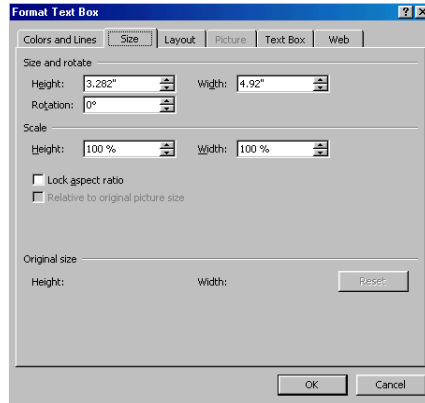 Format Text Box
Colors and Lines Size Layout Picture Text Box Web
Size and rotate
Height: 3.282" Width: 4.92"
Rotation: 0°
Scale
Height: 100 % Width: 100 %
Lock aspect ratio
Relative to original picture size
Original size
Height: Width: Reset
OK Cancel